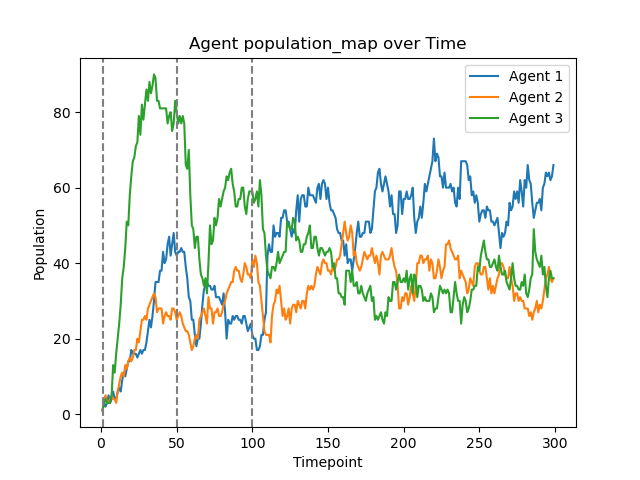 Agent population_map over Time
Agent 1
Agent 2
Agent 3
Population
80
60
40
20
0
0 50 100 150 200 250 300
Timepoint